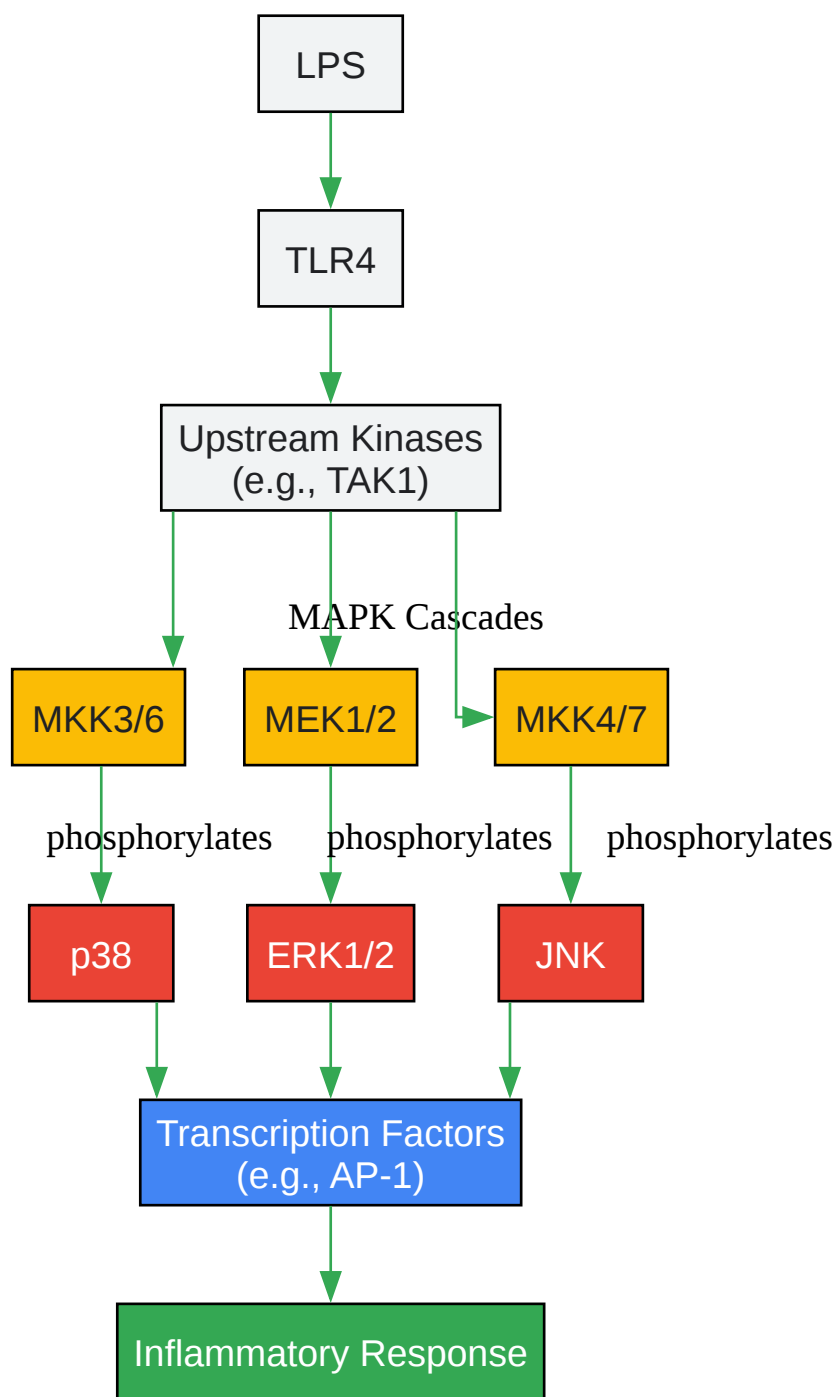 LPS
TLR4
Upstream Kinases
(e.g., TAK1)
MAPK Cascades
MKK3/6
MEK1/2
MKK4/7
phosphorylates
phosphorylates
phosphorylates
p38
ERK1/2
JNK
Transcription Factors
(e.g., AP-1)
Inflammatory Response